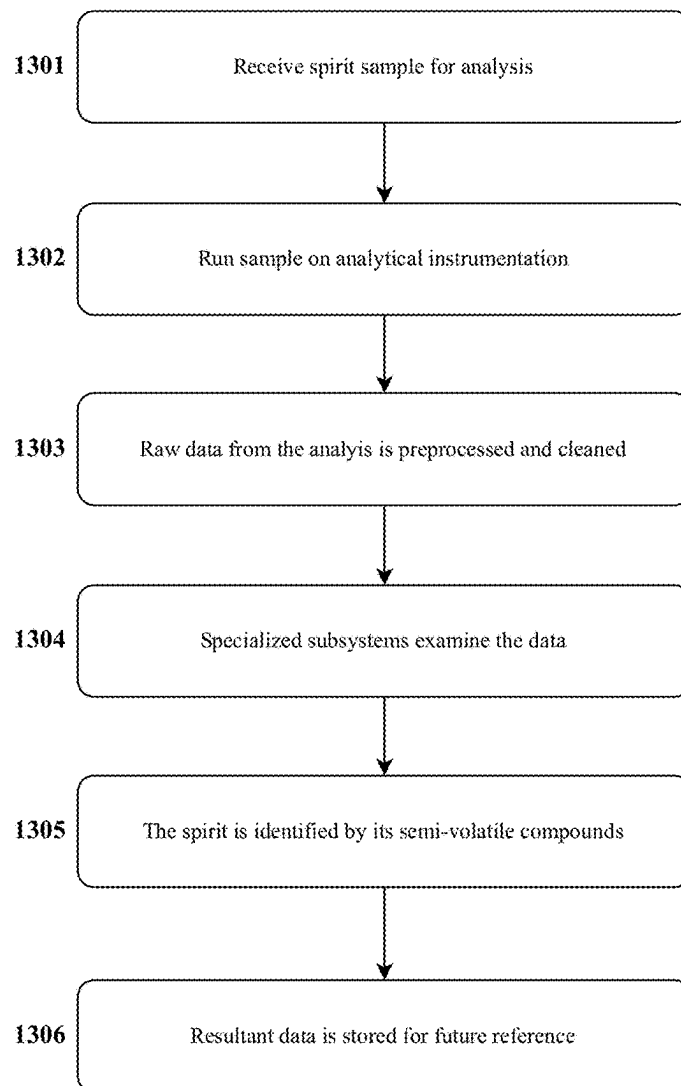 1301 Receive spirit sample for analysis
1302 Run sample on analytical instrumentation
1303 Raw data from the analyis is preprocessed and cleaned
1304 Specialized subsystems examine the data
1305 The spirit is identified by its semi-volatile compounds
1306 Resultant data is stored for future reference